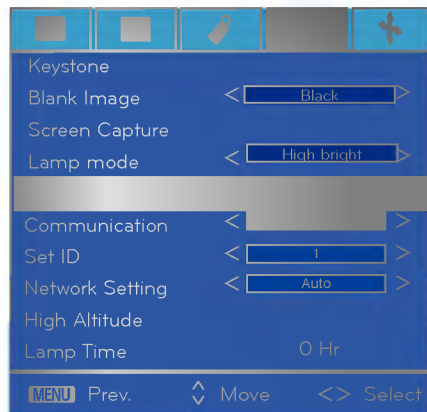 Keystone
Blank Image < Black >
Screen Capture
Lamp mode < High bright >
Communication < >
Set ID < 1 >
Network Setting < Auto >
High Altitude
Lamp Time 0 Hr
MENU Prev. Move <> Select